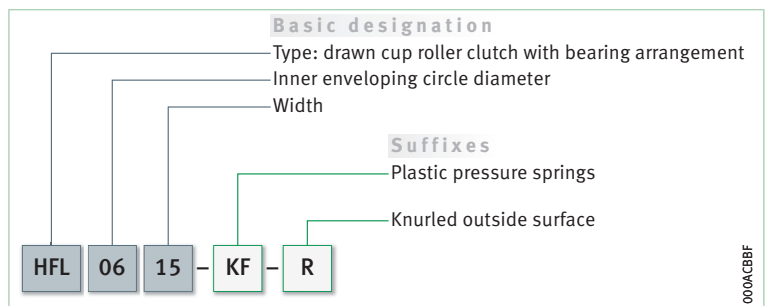 Basic designation
Type: drawn cup roller clutch with bearing arrangement
Inner enveloping circle diameter
Width
Suffixes
Plastic pressure springs
Knurled outside surface
HFL 06 15 – KF – R
000ACBBF